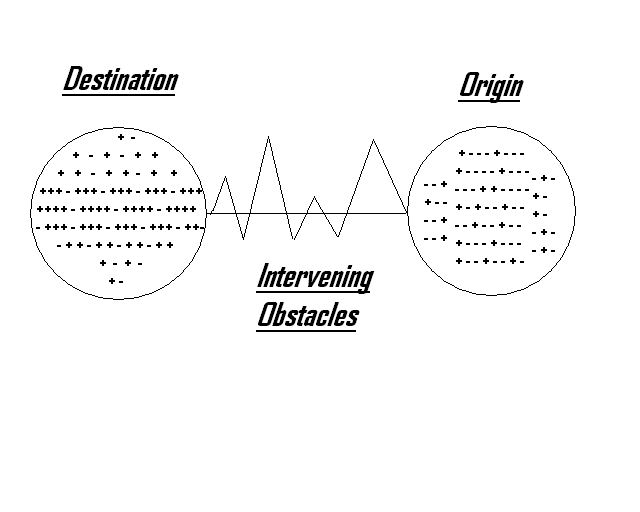 Destination
Origin
Intervening
Obstacles